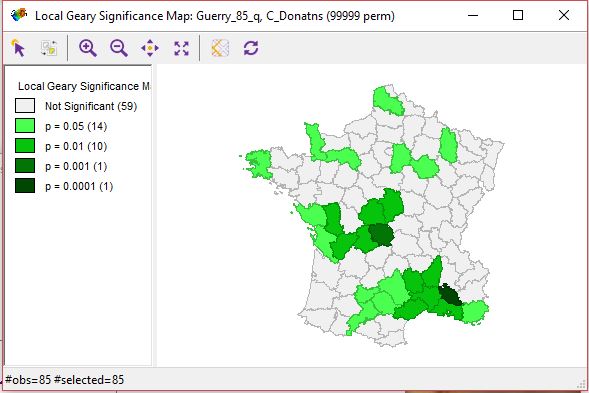 Local Geary Significance Map: Guerry_85_q, C_Donatns (99999 perm)
Local Geary Significance Ma
Not Significant (59)
p = 0.05 (14)
p = 0.01 (10)
p = 0.001 (1)
p = 0.0001 (1)
#obs=85 #selected=85